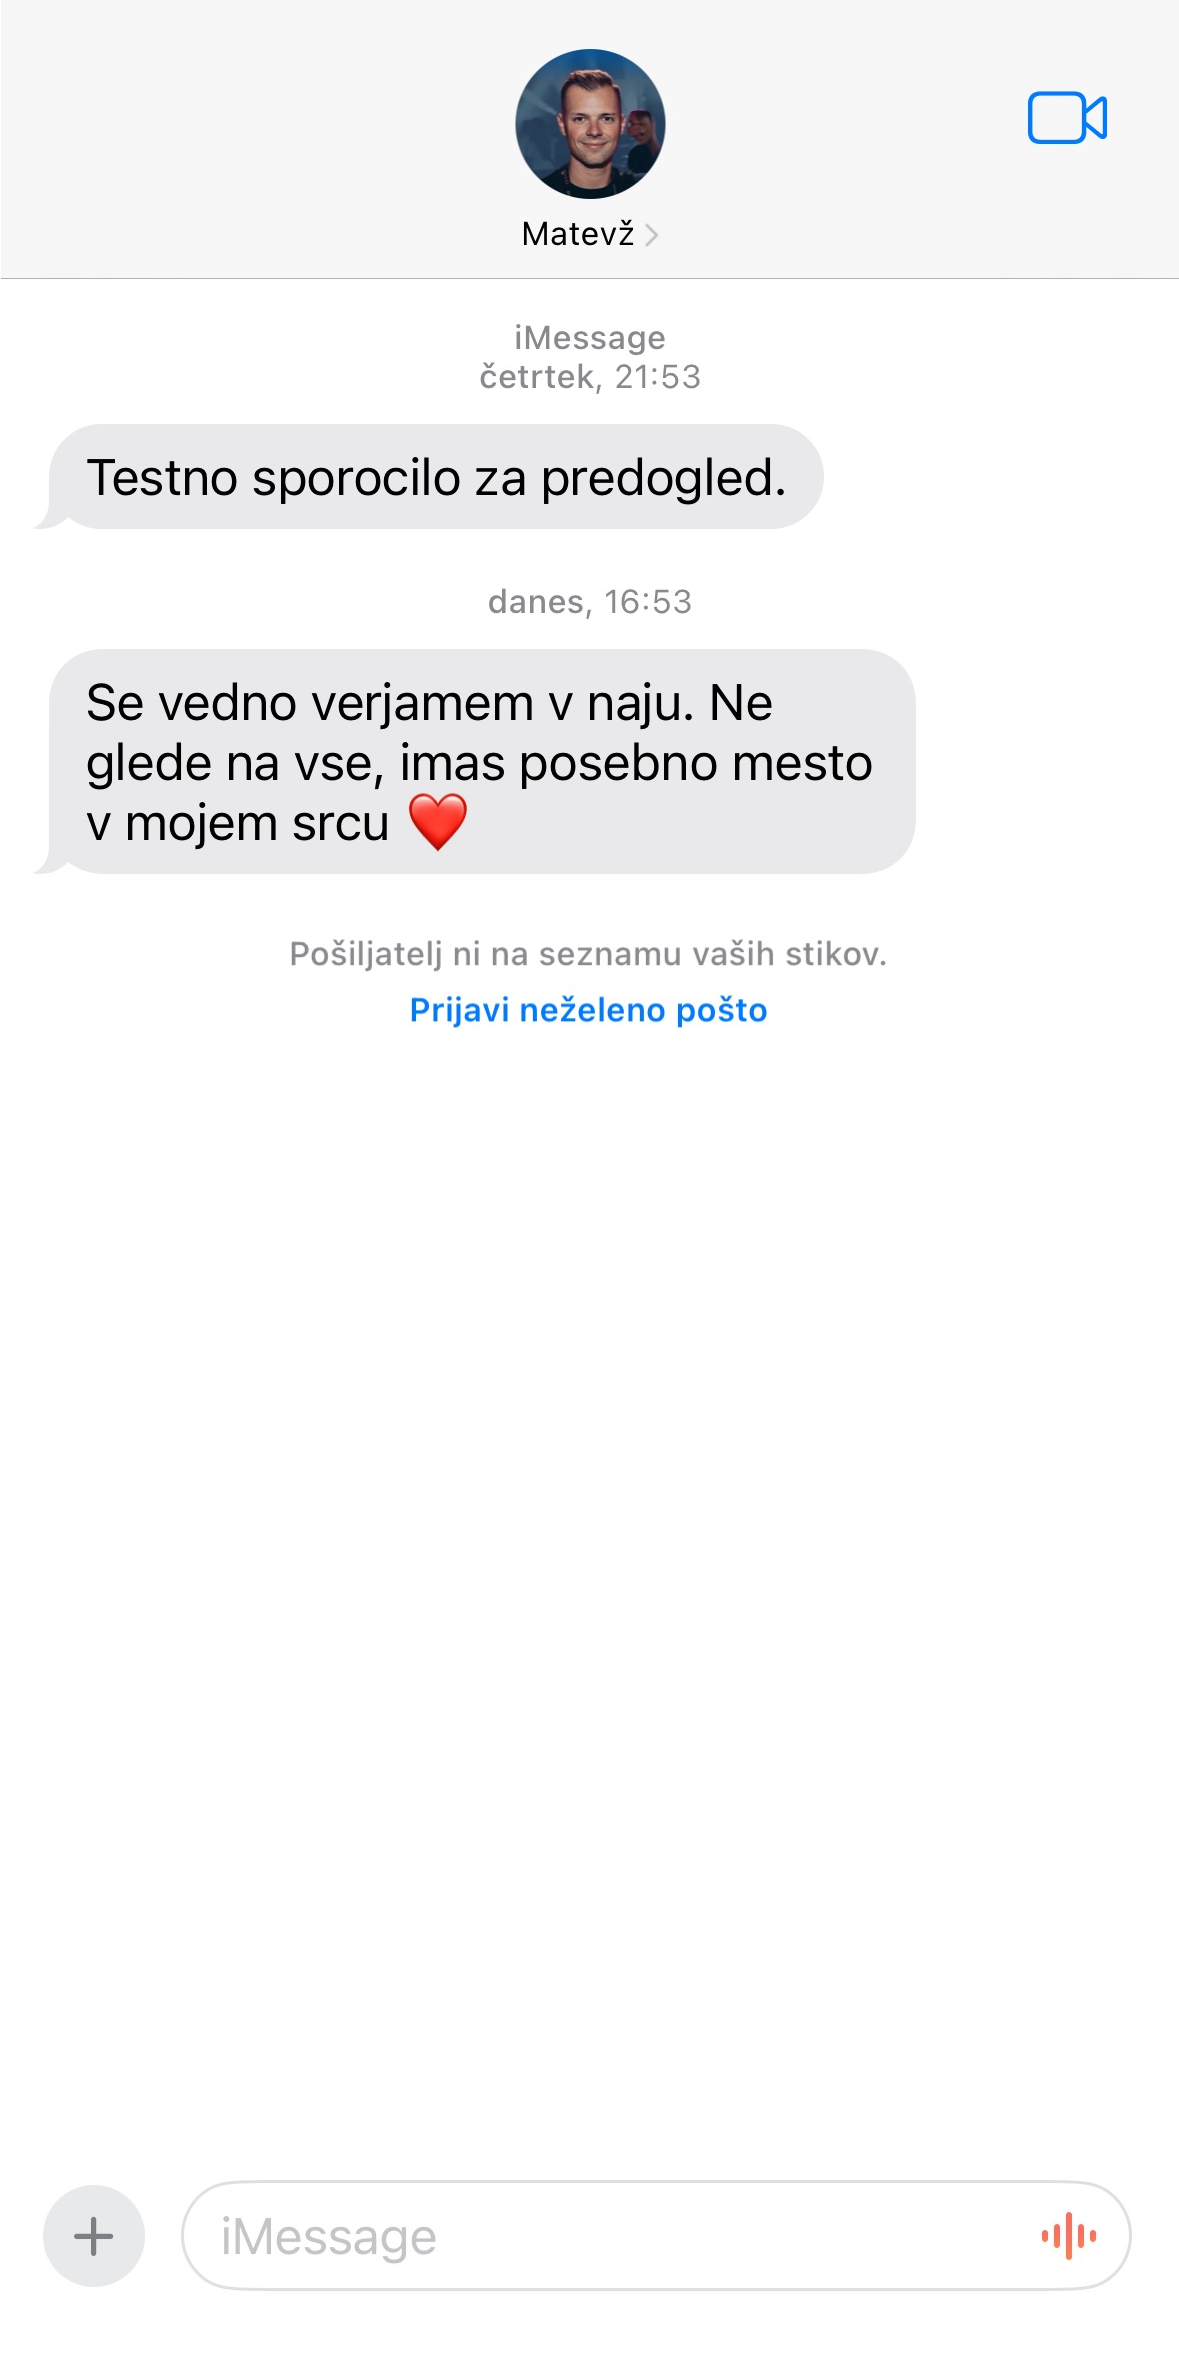 Matevž
iMessage
četrtek, 21:53
Testno sporocilo za predogled.
danes, 16:53
Se vedno verjamem v naju. Ne
glede na vse, imas posebno mesto
v mojem srcu ❤️
Pošiljatelj ni na seznamu vaših stikov.
Prijavi neželeno pošto
iMessage